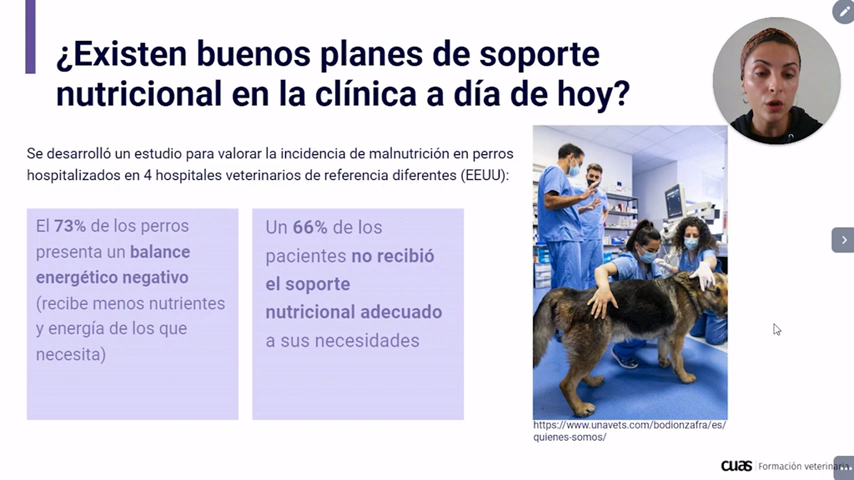 ¿Existen buenos planes de soporte
nutricional en la clínica a día de hoy?
Se desarrolló un estudio para valorar la incidencia de malnutrición en perros
hospitalizados en 4 hospitales veterinarios de referencia diferentes (EEUU):
El 73% de los perros
presenta un balance
energético negativo
(recibe menos nutrientes
y energía de los que
necesita)
Un 66% de los
pacientes no recibió
el soporte
nutricional adecuado
a sus necesidades
https://www.unavets.com/bodionzafra/es/
quienes-somos/
cuas Formación veterinaria